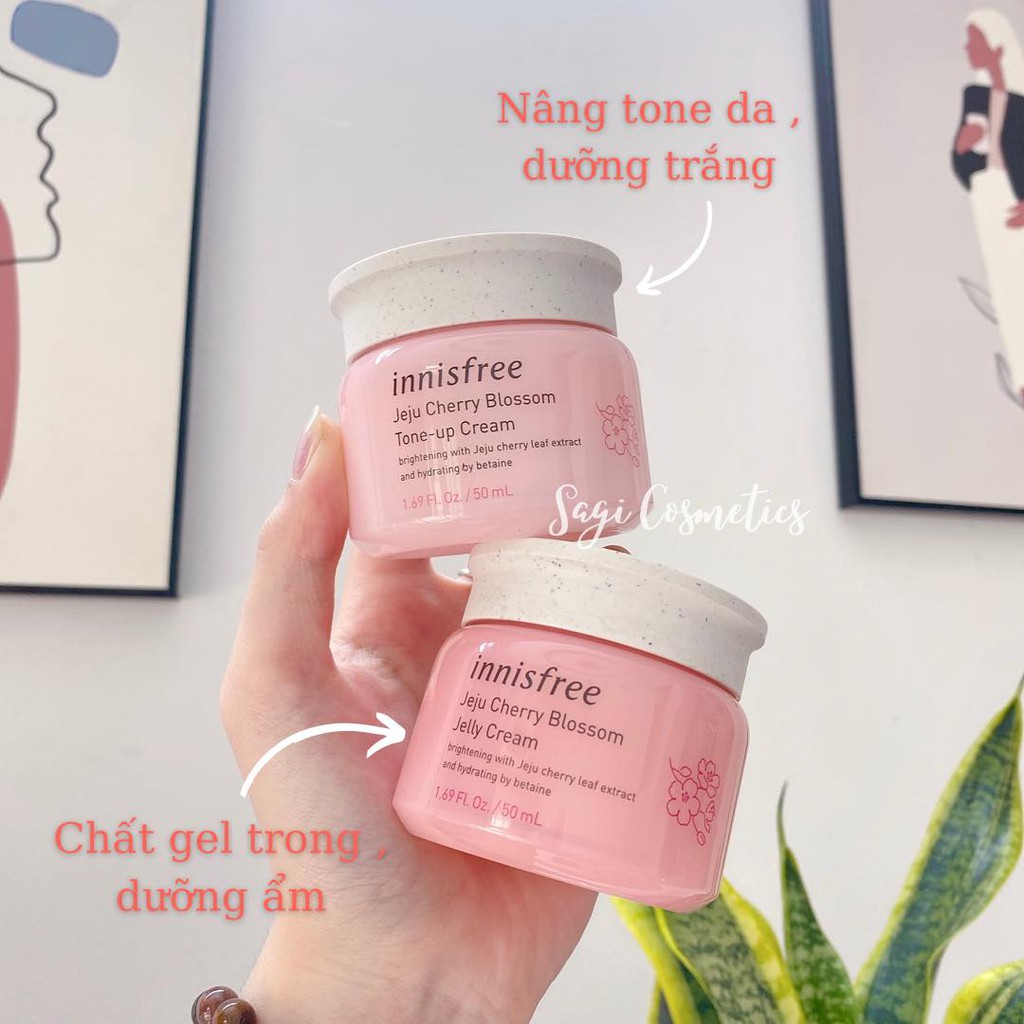 Nâng tone da ,
dưỡng trắng
innisfree
Jeju Cherry Blossom
Tone-up Cream
brightening with Jeju cherry leaf extract
and hydrating by betaine
1.69 Fl. Oz. / 50 mL
Sagi Cosmetics
innisfree
Jeju Cherry Blossom
Jelly Cream
brightening with Jeju cherry leaf extract
and hydrating by betaine
1.69 Fl. Oz. / 50 mL
Chất gel trong ,
dưỡng ẩm